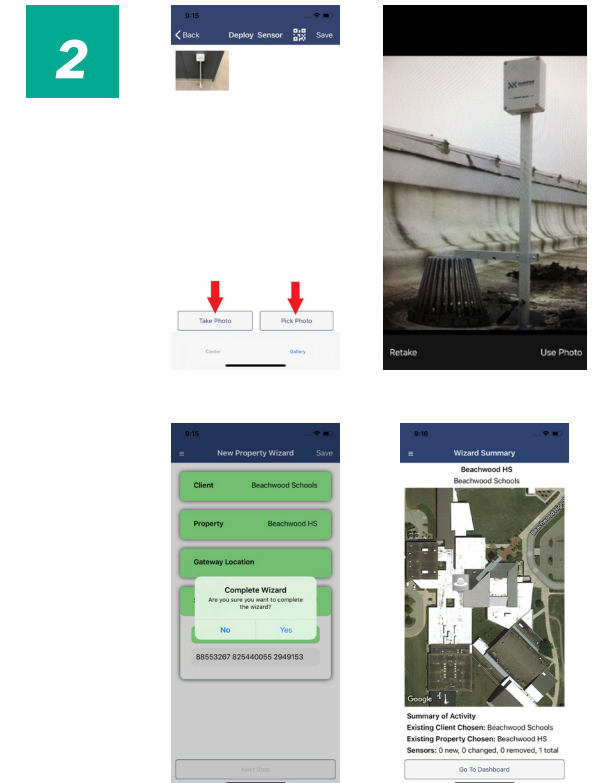 2
9:15
Back Deploy Sensor Save
Take Photo Pick Photo
Center Gallery
Retake Use Photo
9:15
New Property Wizard Save
Client Beachwood Schools
Property Beachwood HS
Gateway Location
Complete Wizard
Are you sure you want to complete
the wizard?
No Yes
88553267 825440055 2949153
Next Step
9:16
Wizard Summary
Beachwood HS
Beachwood Schools
Google
Summary of Activity
Existing Client Chosen: Beachwood Schools
Existing Property Chosen: Beachwood HS
Sensors: 0 new, 0 changed, 0 removed, 1 total
Go To Dashboard